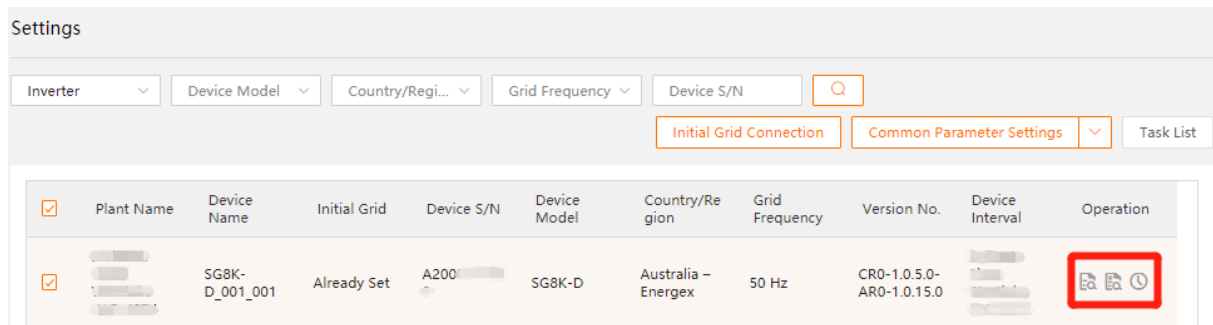 Settings
Inverter Device Model Country/Regi... Grid Frequency Device S/N
Initial Grid Connection Common Parameter Settings Task List
Plant Name Device Name Initial Grid Device S/N Device Model Country/Re gion Grid Frequency Version No. Device Interval Operation
SG8K-D_001_001 Already Set A200 SG8K-D Australia – Energex 50 Hz CR0-1.0.5.0-AR0-1.0.15.0